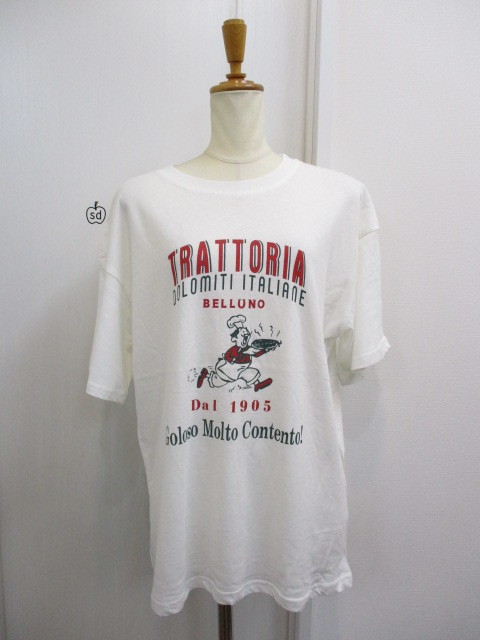 sd
TRATTORIA
DOLOMITI ITALIANE
BELLUNO
Dal 1905
Goloso Molto Contento!